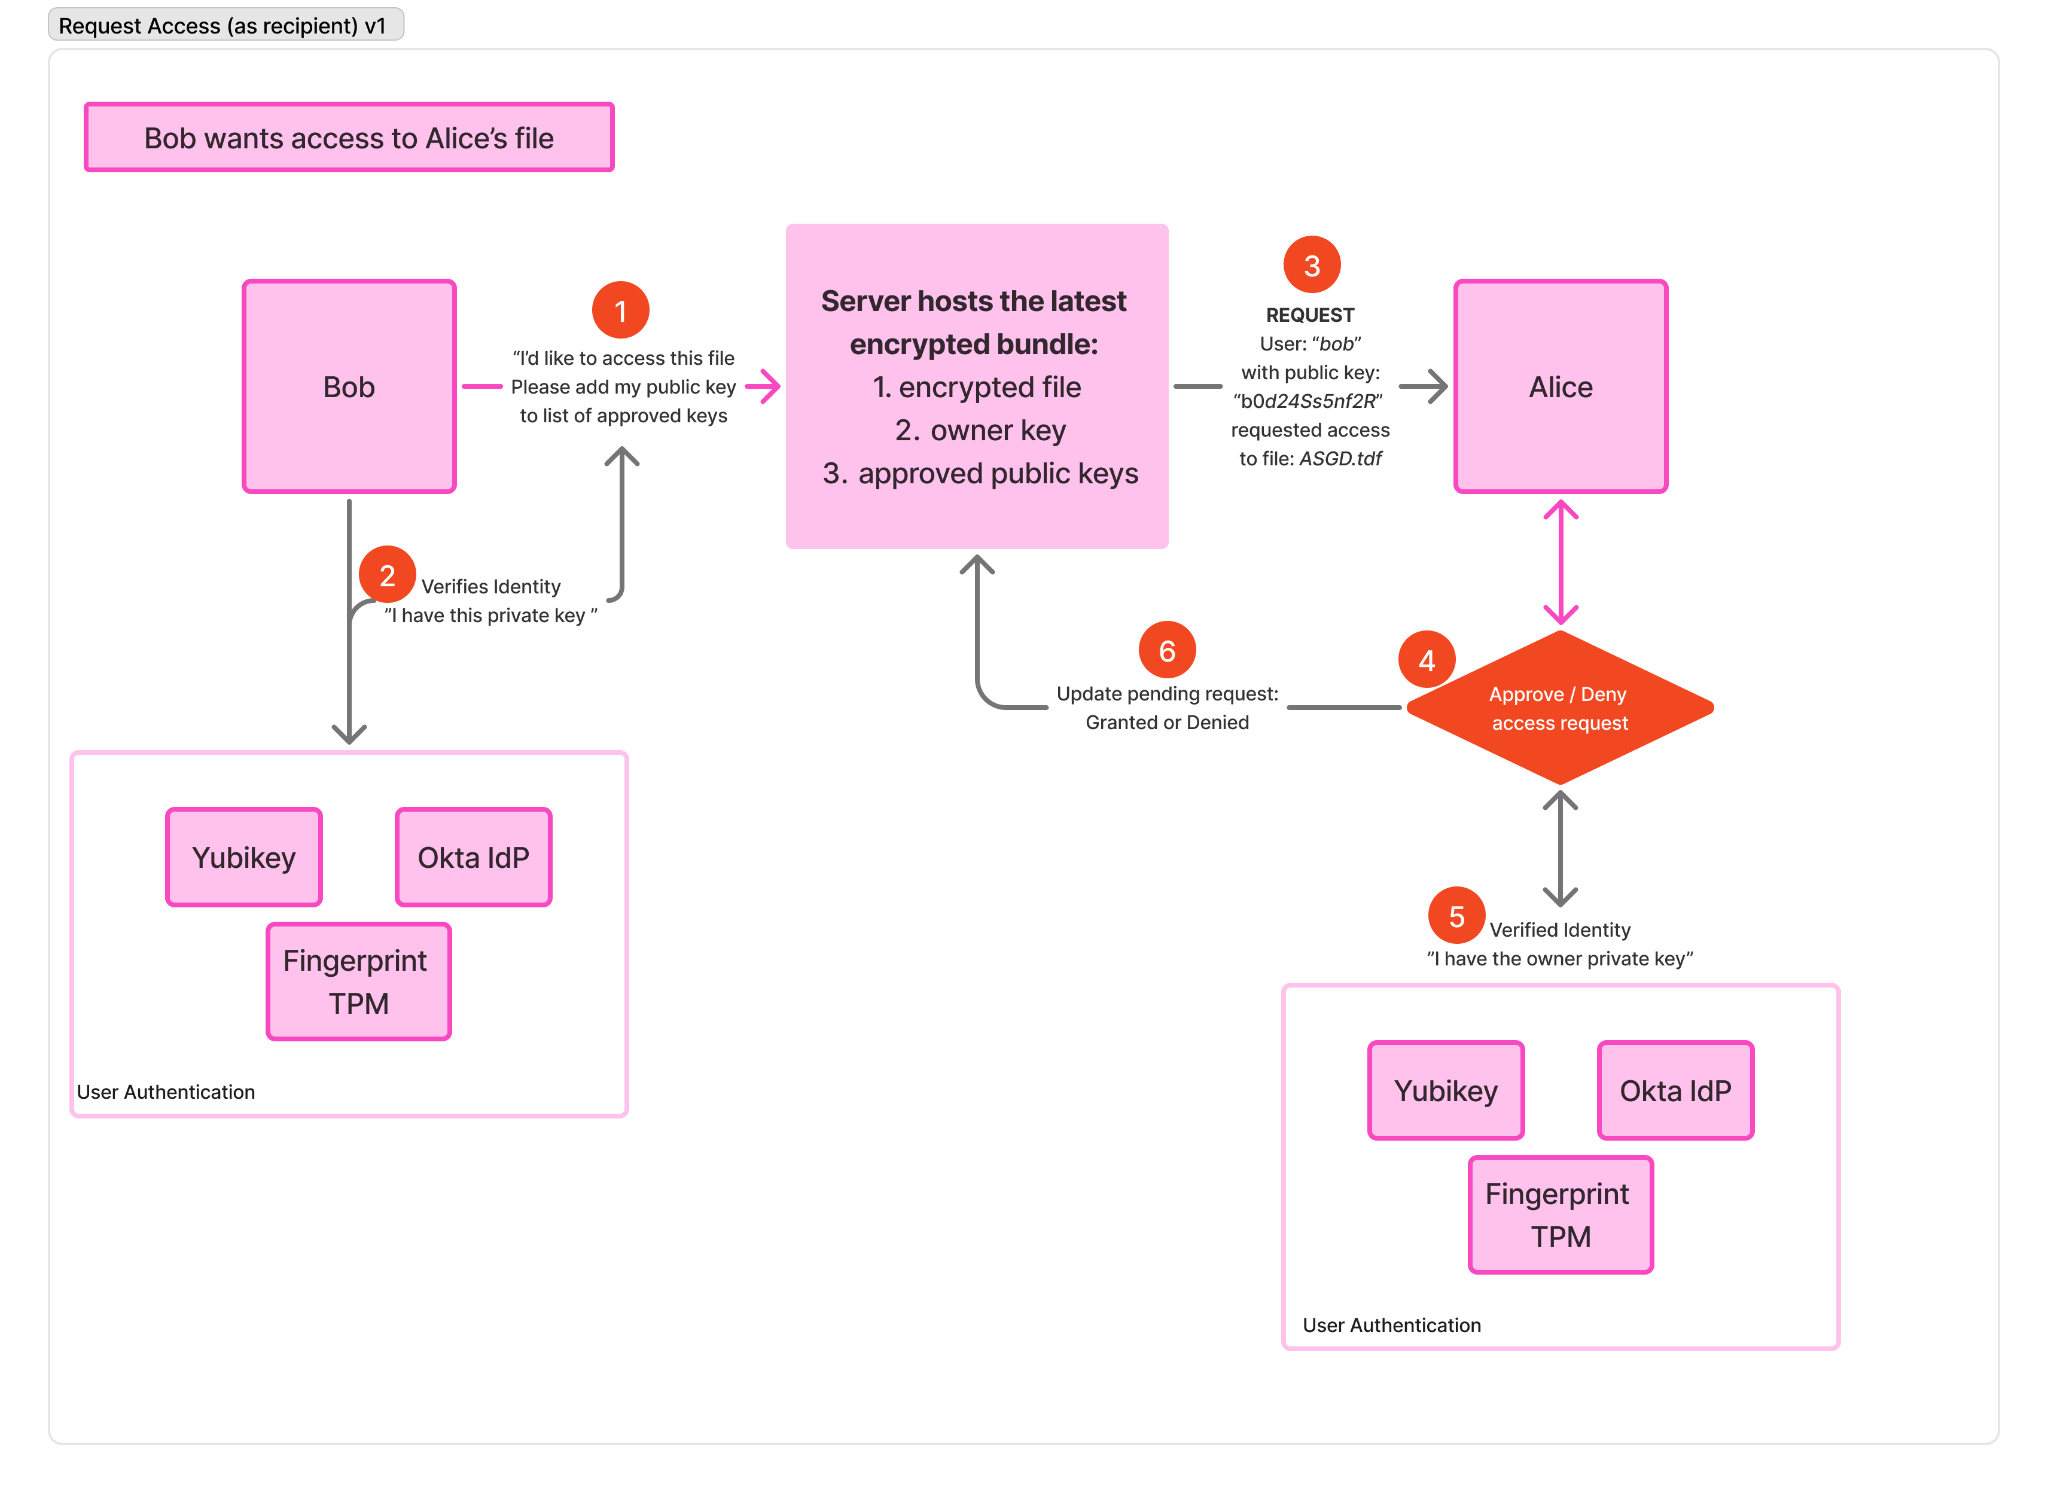 Request Access (as recipient) v1
Bob wants access to Alice’s file
Bob
1
“I’d like to access this file
Please add my public key
to list of approved keys
2
Verifies Identity
”I have this private key ”
Server hosts the latest
encrypted bundle:
1. encrypted file
2. owner key
3. approved public keys
3
REQUEST
User: “bob”
with public key:
“b0d24Ss5nf2R”
requested access
to file: ASGD.tdf
Alice
4
Approve / Deny
access request
6
Update pending request:
Granted or Denied
5
Verified Identity
”I have the owner private key”
Yubikey
Okta IdP
Fingerprint
TPM
User Authentication
Yubikey
Okta IdP
Fingerprint
TPM
User Authentication